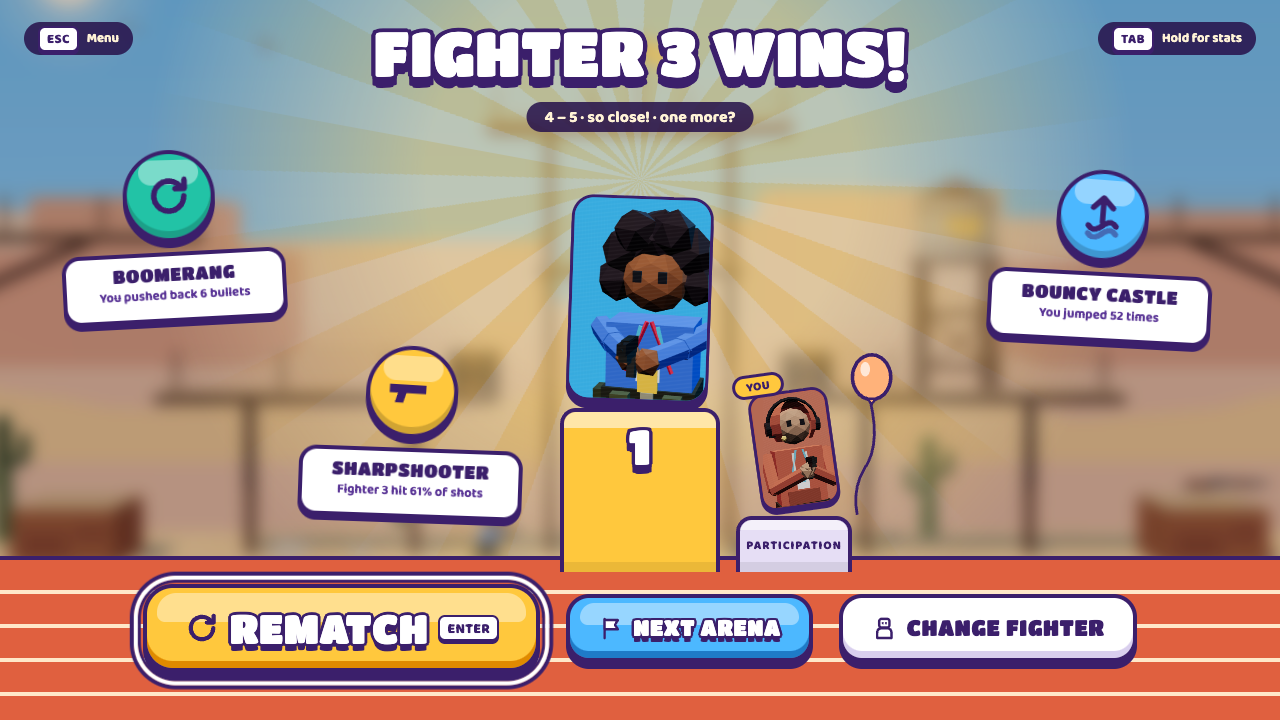 ESC Menu
FIGHTER 3 WINS!
TAB Hold for stats
4 – 5 · so close! · one more?
BOOMERANG
You pushed back 6 bullets
BOUNCY CASTLE
You jumped 52 times
SHARPSHOOTER
Fighter 3 hit 61% of shots
1
YOU
PARTICIPATION
REMATCH ENTER
NEXT ARENA
CHANGE FIGHTER